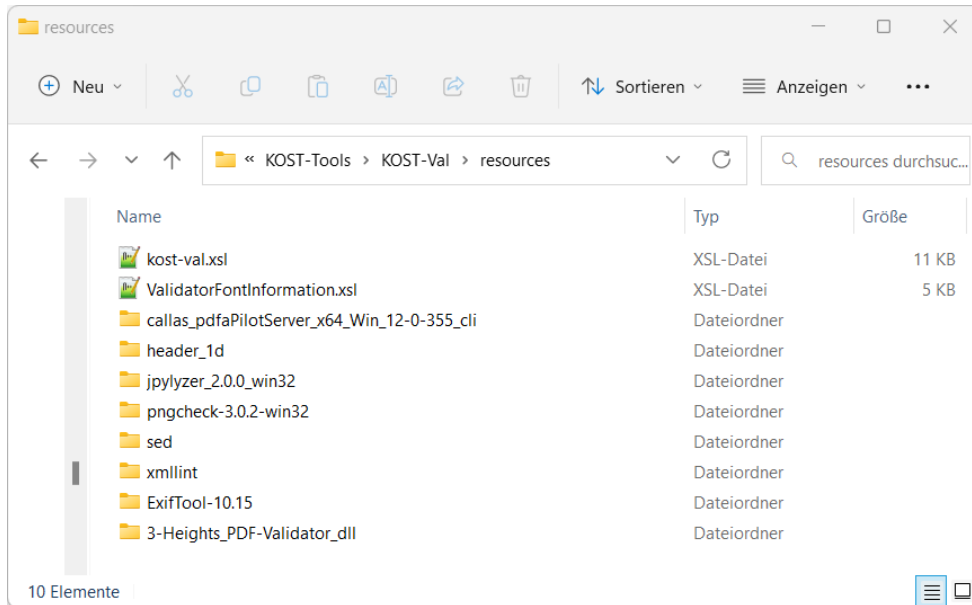 resources
Neu Sortieren Anzeigen
« KOST-Tools > KOST-Val > resources resources durchsuc...
Name Typ Größe
kost-val.xsl XSL-Datei 11 KB
ValidatorFontInformation.xsl XSL-Datei 5 KB
callas_pdfaPilotServer_x64_Win_12-0-355_cli Dateiordner
header_1d Dateiordner
jpylyzer_2.0.0_win32 Dateiordner
pngcheck-3.0.2-win32 Dateiordner
sed Dateiordner
xmllint Dateiordner
ExifTool-10.15 Dateiordner
3-Heights_PDF-Validator_dll Dateiordner
10 Elemente